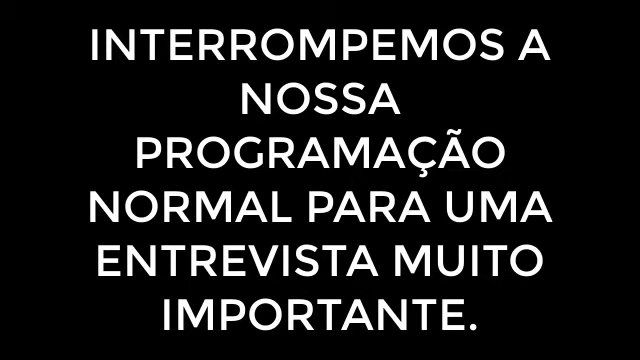 INTERROMPEMOS A
NOSSA
PROGRAMAÇÃO
NORMAL PARA UMA
ENTREVISTA MUITO
IMPORTANTE.